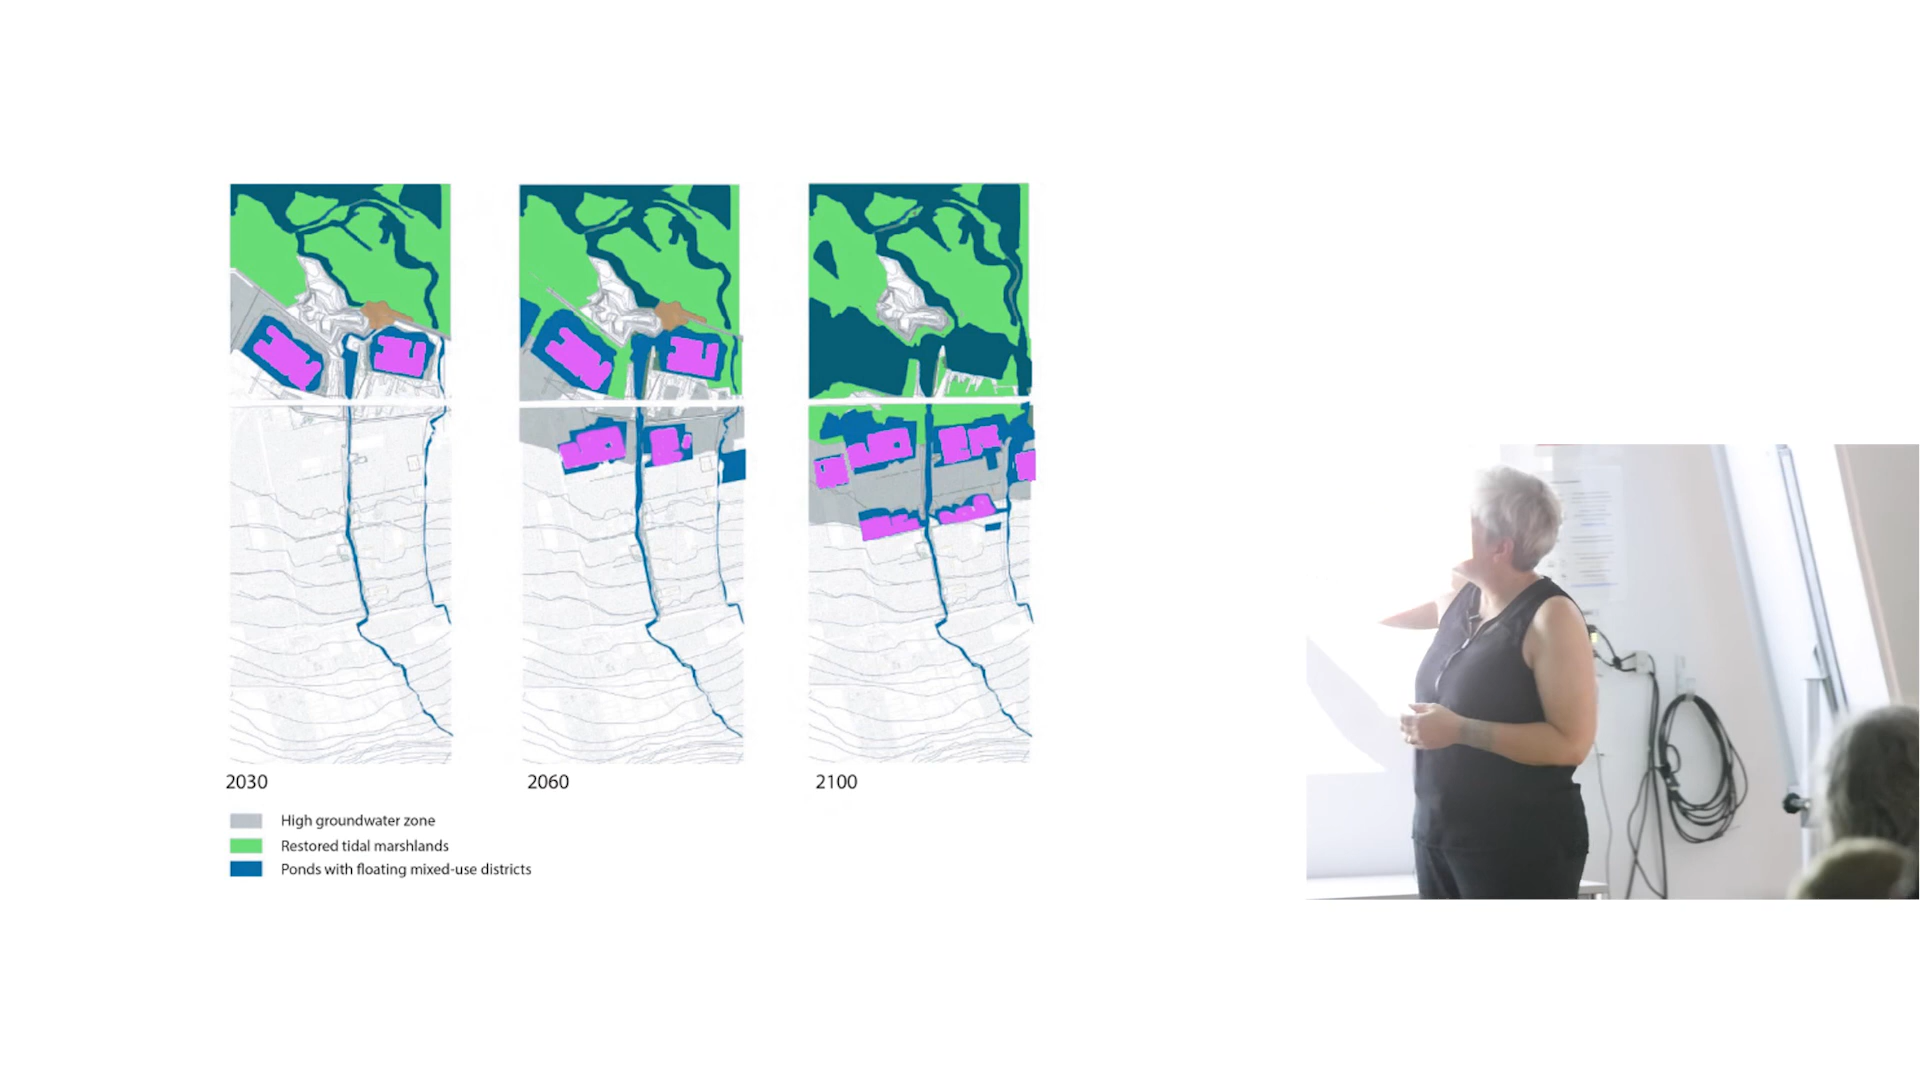 2030
2060
2100
High groundwater zone
Restored tidal marshlands
Ponds with floating mixed-use districts